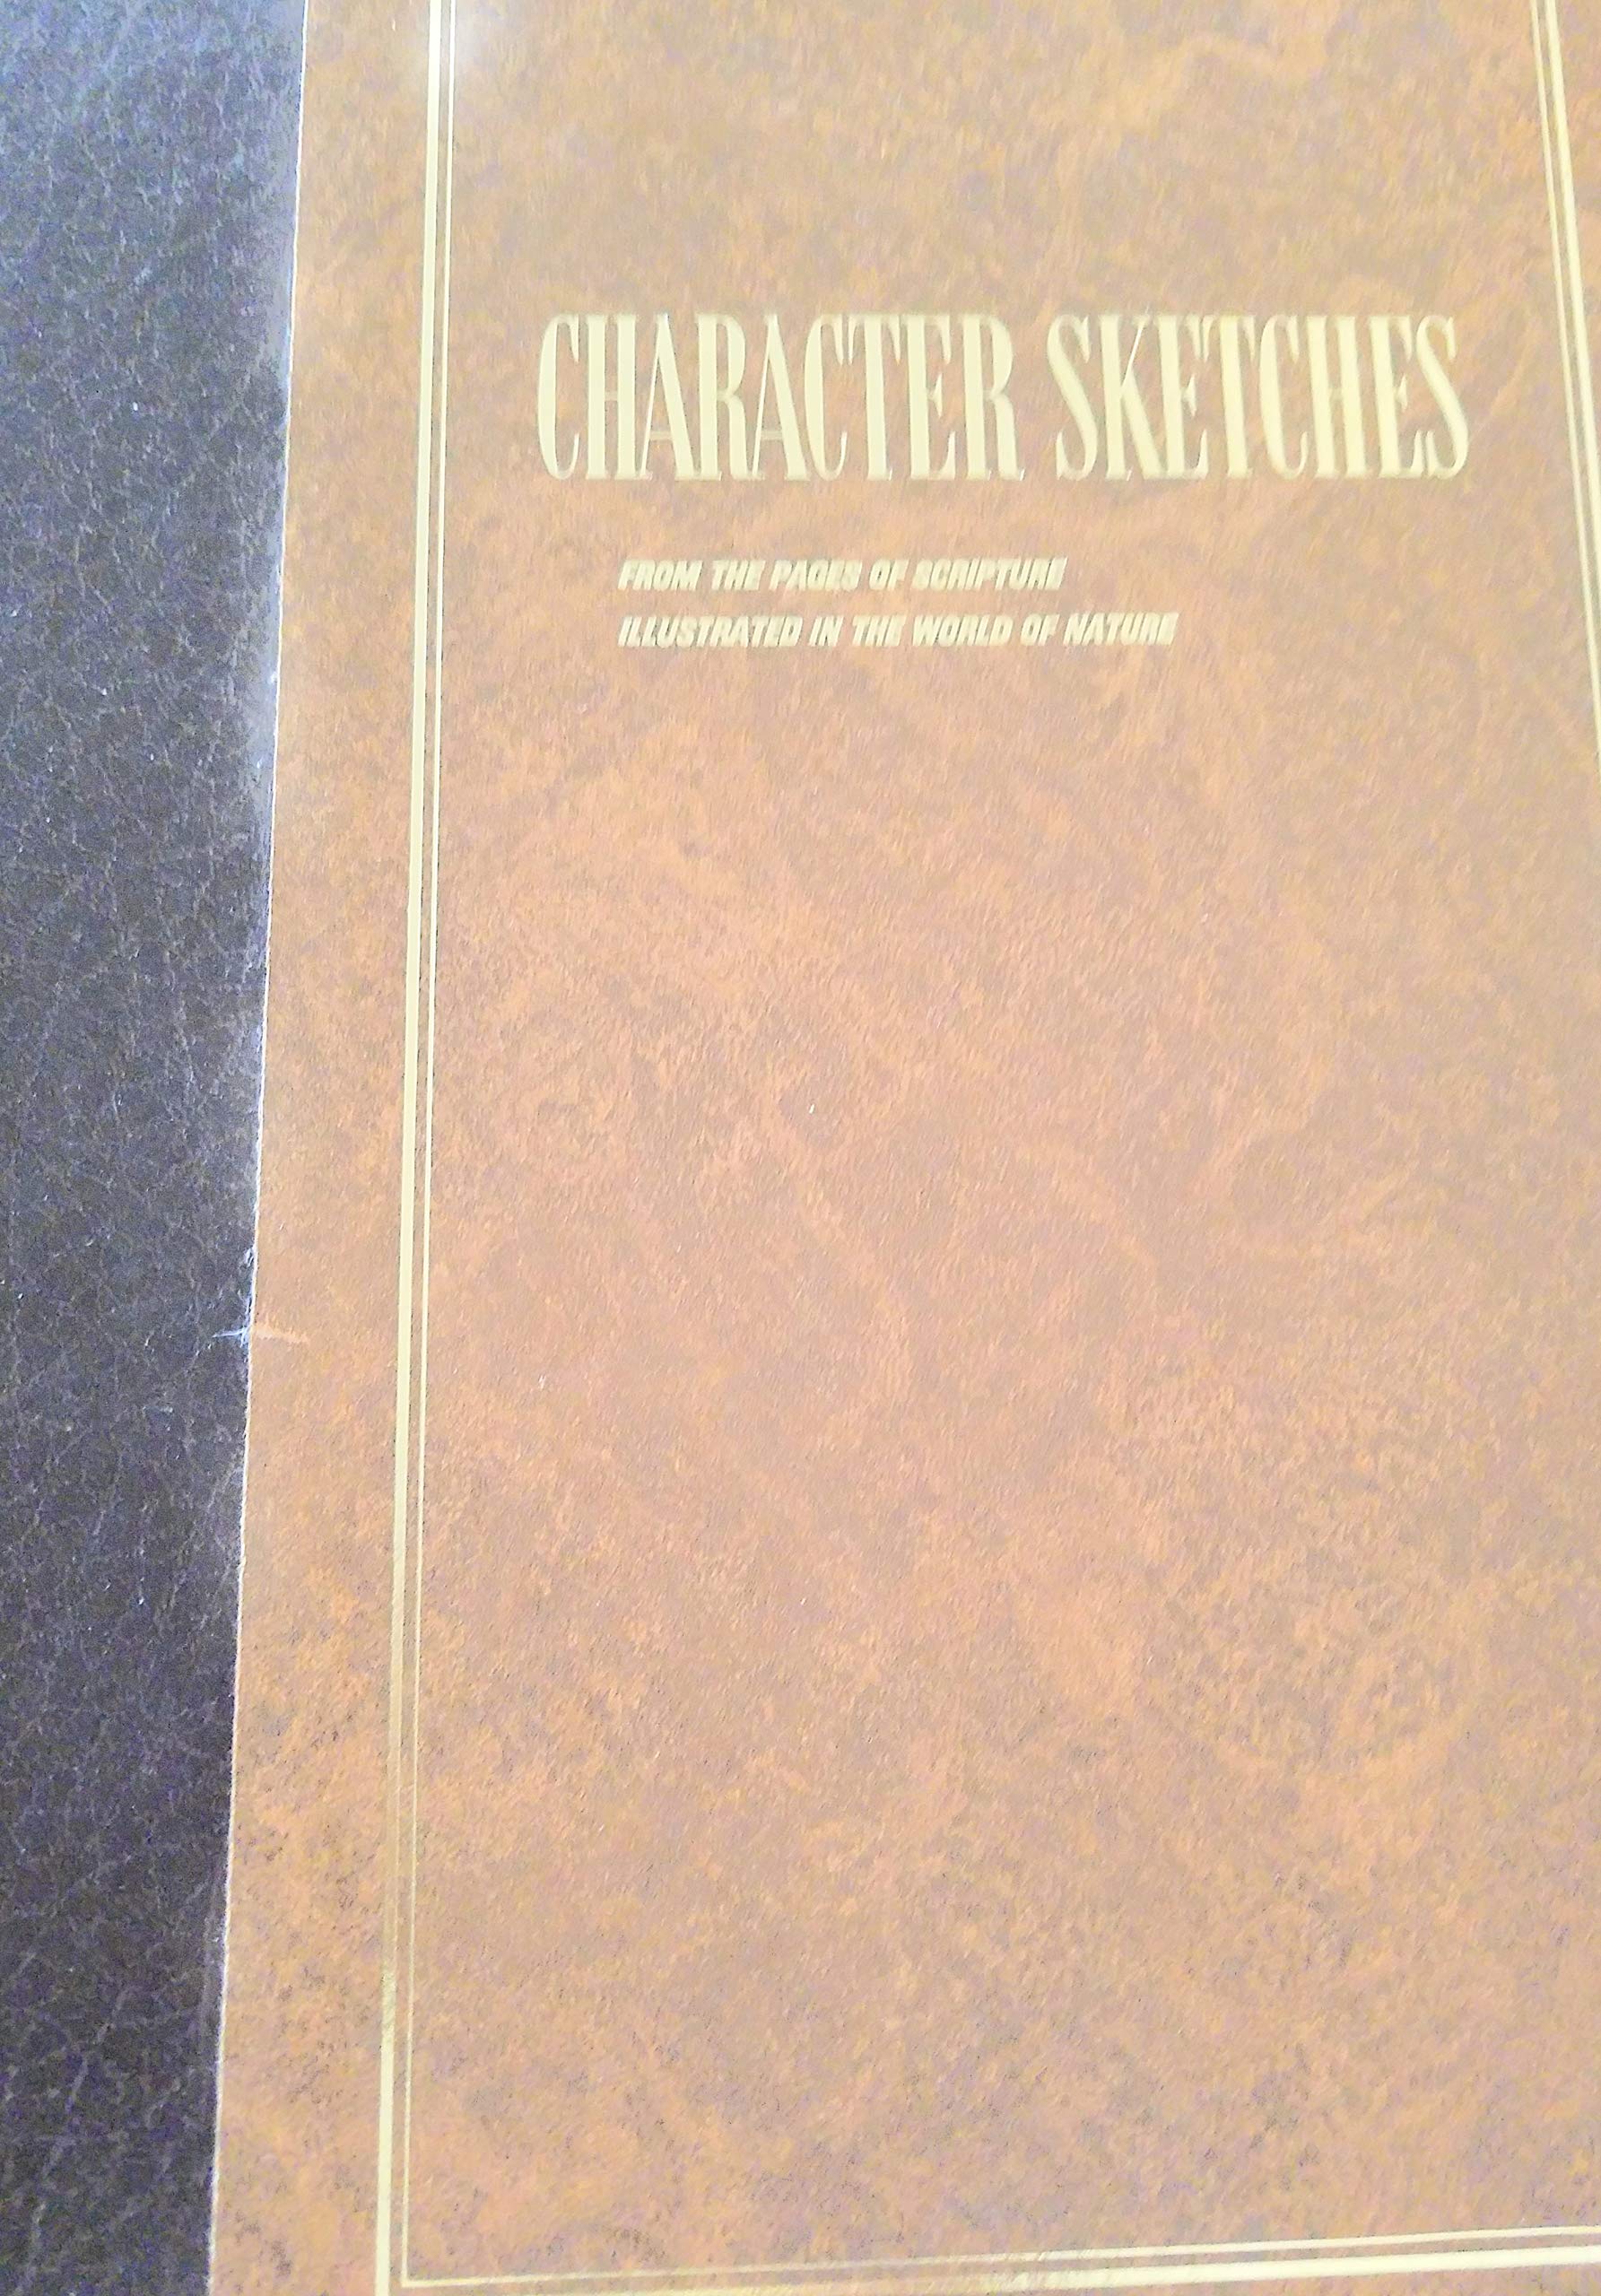 CHARACTER SKETCHES
FROM THE PAGES OF SCRIPTURE
ILLUSTRATED IN THE WORLD OF NATURE